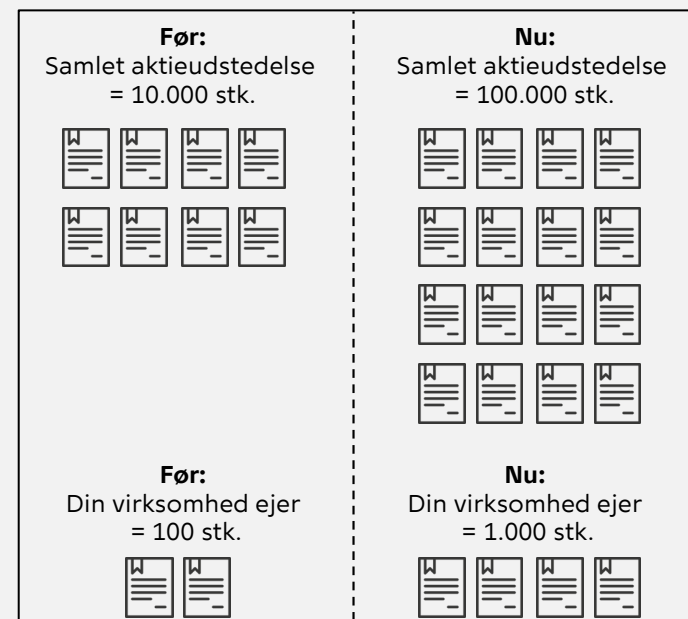 Før:
Samlet aktieudstedelse
= 10.000 stk.
Nu:
Samlet aktieudstedelse
= 100.000 stk.
Før:
Din virksomhed ejer
= 100 stk.
Nu:
Din virksomhed ejer
= 1.000 stk.